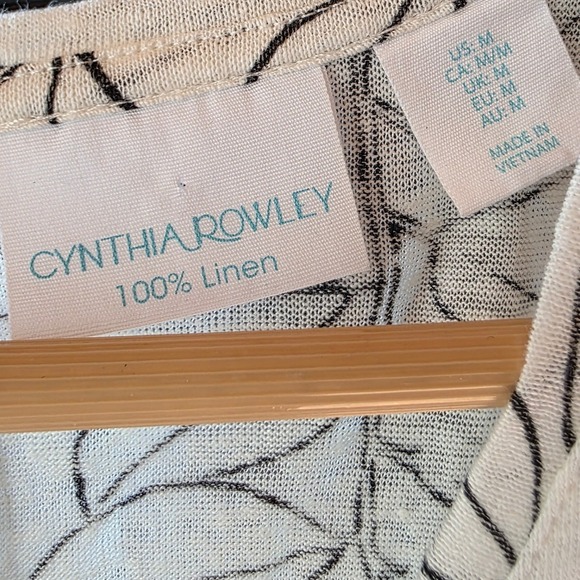 CYNTHIA ROWLEY
100% Linen
US: M
CA: M/M
UK: M
EU: M
AU: M
MADE IN
VIETNAM